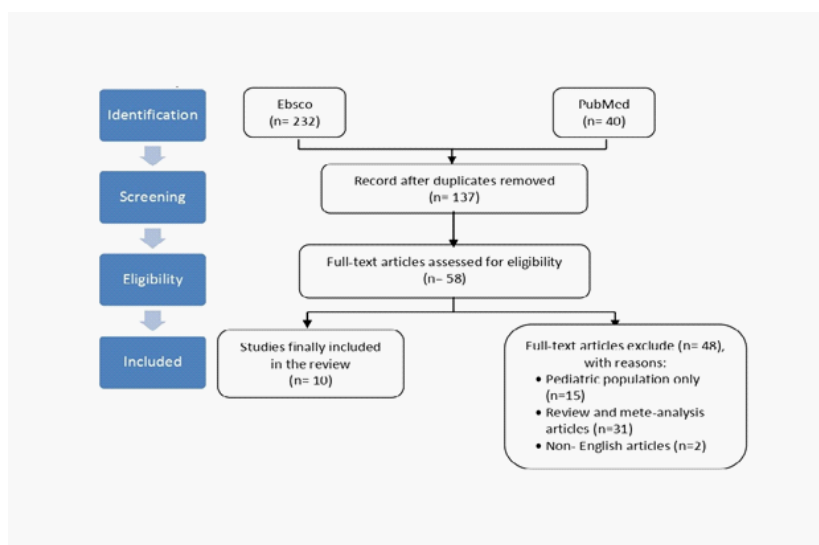 Identification
Screening
Eligibility
Included
Ebsco
(n= 232)
PubMed
(n= 40)
Record after duplicates removed
(n= 137)
Full-text articles assessed for eligibility
(n= 58)
Studies finally included
in the review
(n= 10)
Full-text articles exclude (n= 48),
with reasons:
• Pediatric population only
(n=15)
• Review and mete-analysis
articles (n=31)
• Non- English articles (n=2)